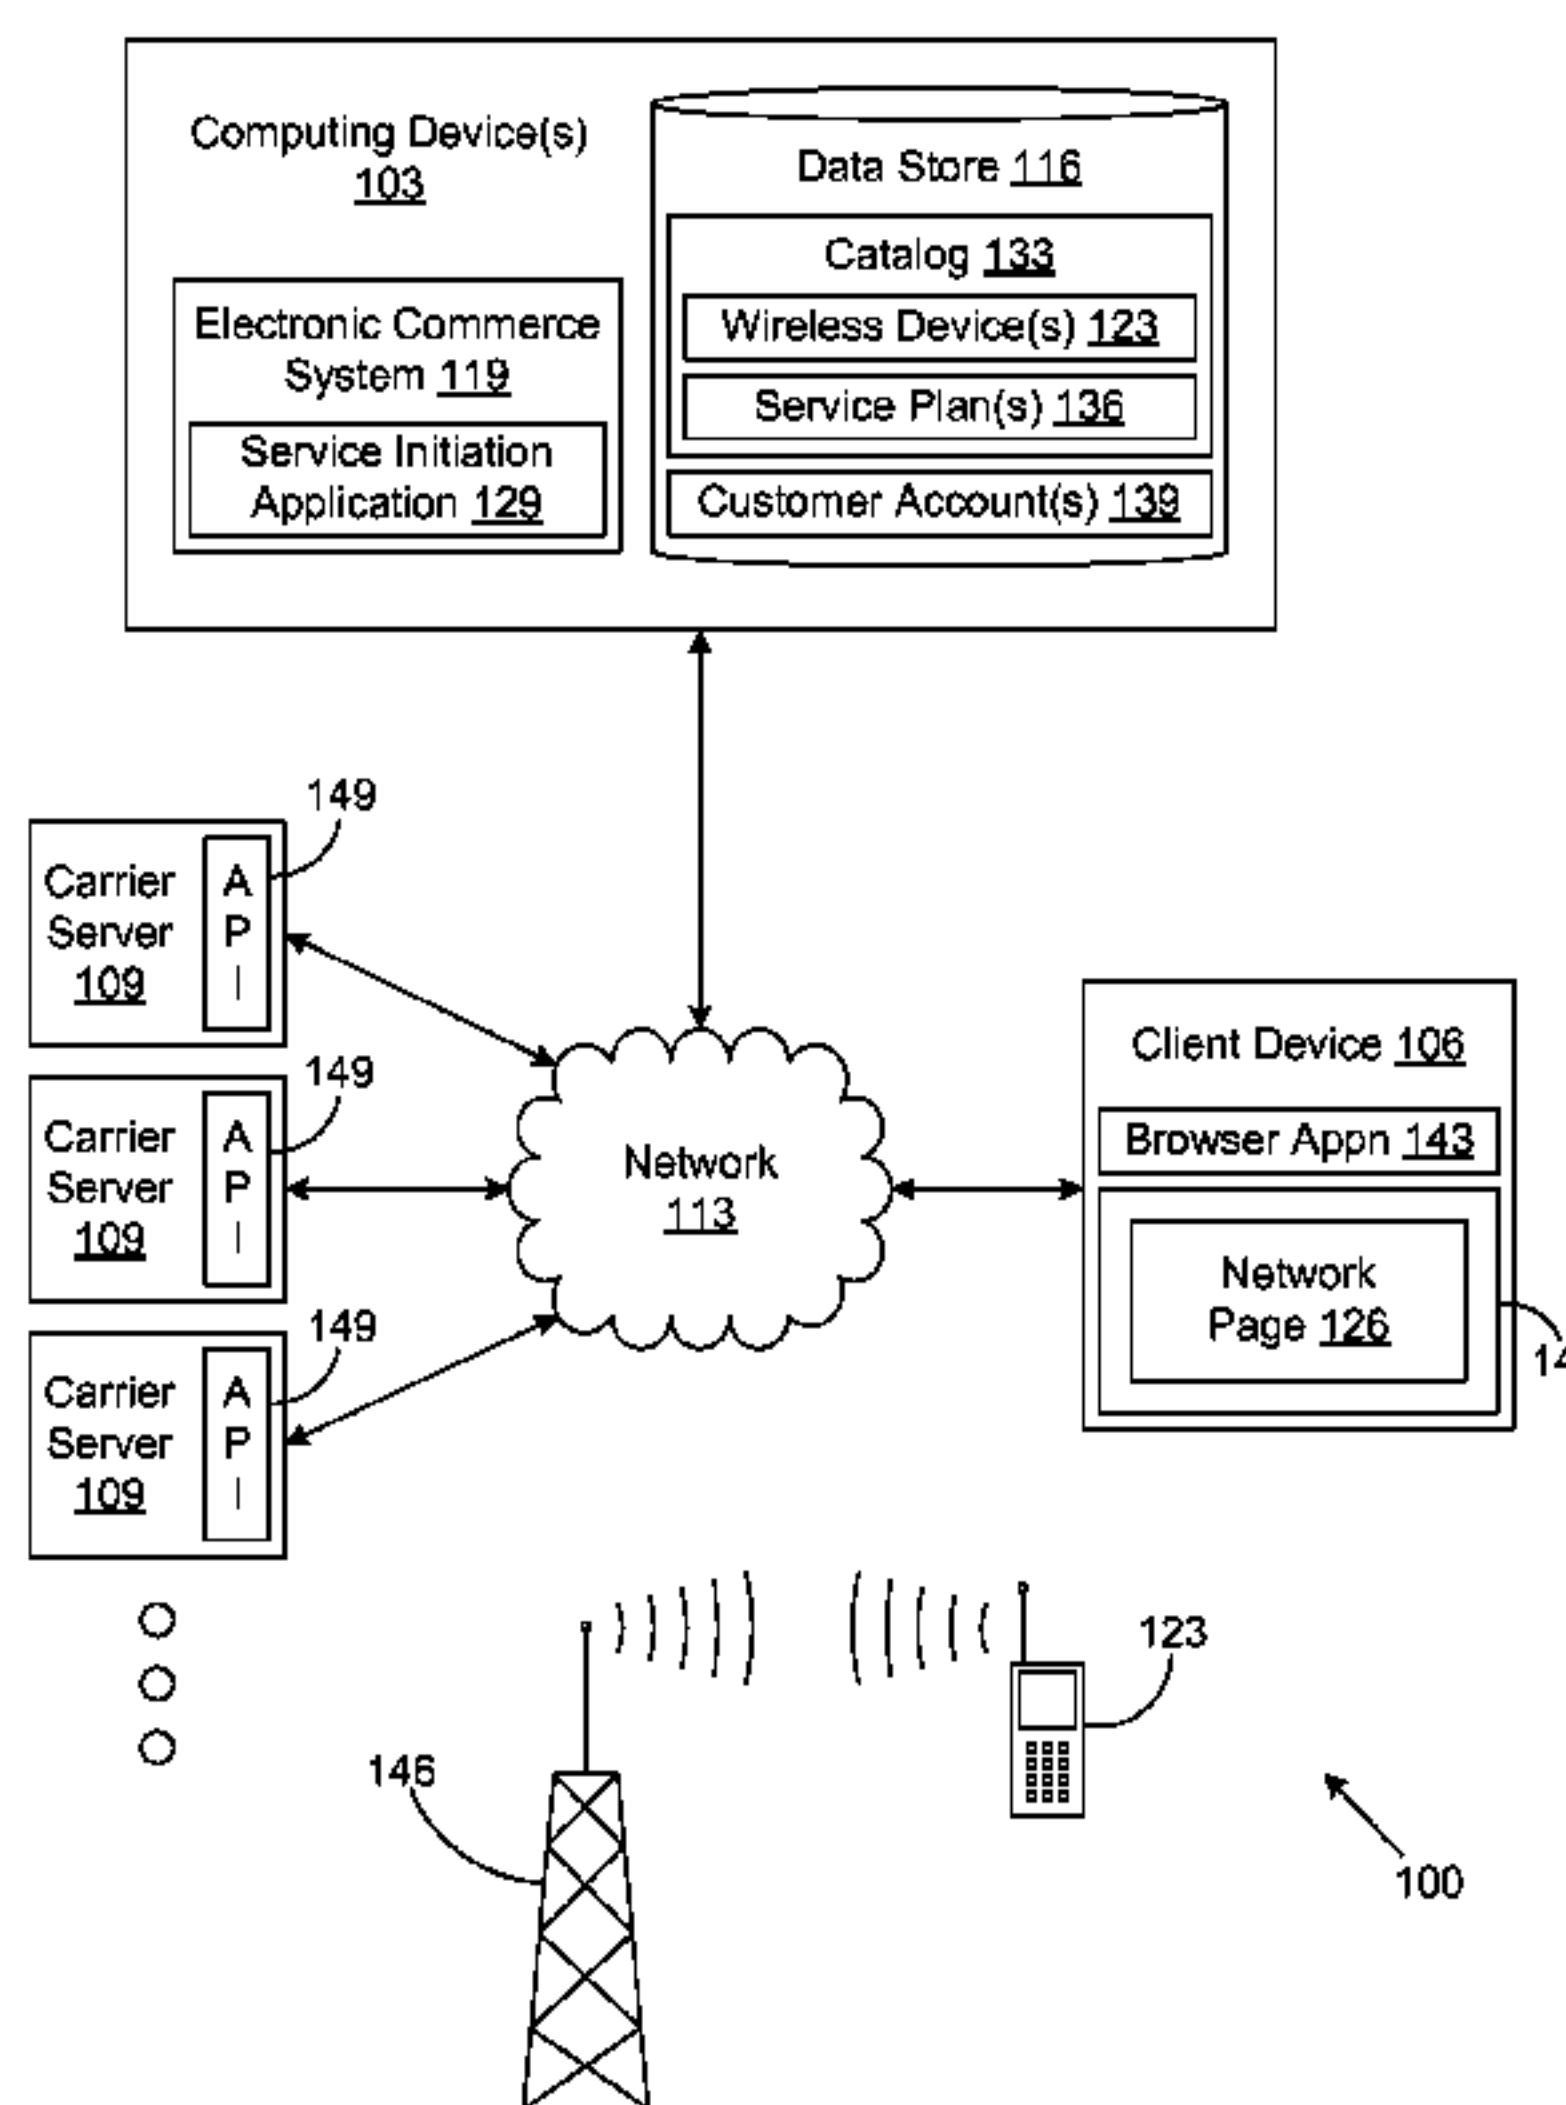 Computing Device(s)
103
Data Store 116
Catalog 133
Wireless Device(s) 123
Service Plan(s) 136
Customer Account(s) 139
Electronic Commerce
System 119
Service Initiation
Application 129
149
Carrier
Server
109
A
P
I
149
Carrier
Server
109
A
P
I
149
Carrier
Server
109
A
P
I
Network
113
Client Device 106
Browser Appn 143
Network
Page 126
146
123
100